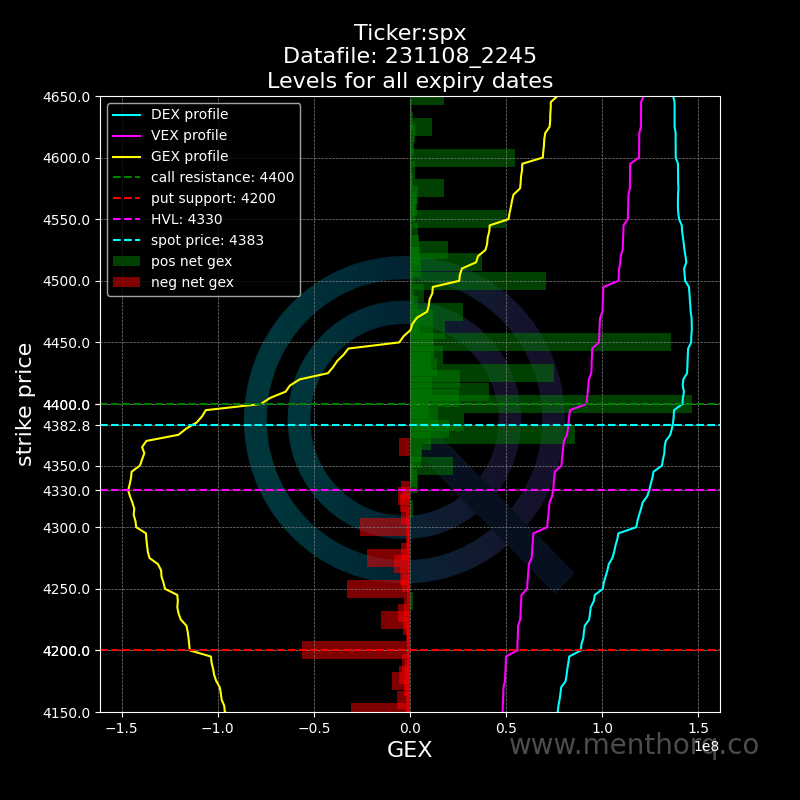 Ticker:spx
Datafile: 231108_2245
Levels for all expiry dates
DEX profile
VEX profile
GEX profile
call resistance: 4400
put support: 4200
HVL: 4330
spot price: 4383
pos net gex
neg net gex
strike price
4650.0
4600.0
4550.0
4500.0
4450.0
4400.0
4382.8
4350.0
4330.0
4300.0
4250.0
4200.0
4150.0
−1.5 −1.0 −0.5 0.0 0.5 1.0 1.5
1e8
GEX
www.menthorq.co